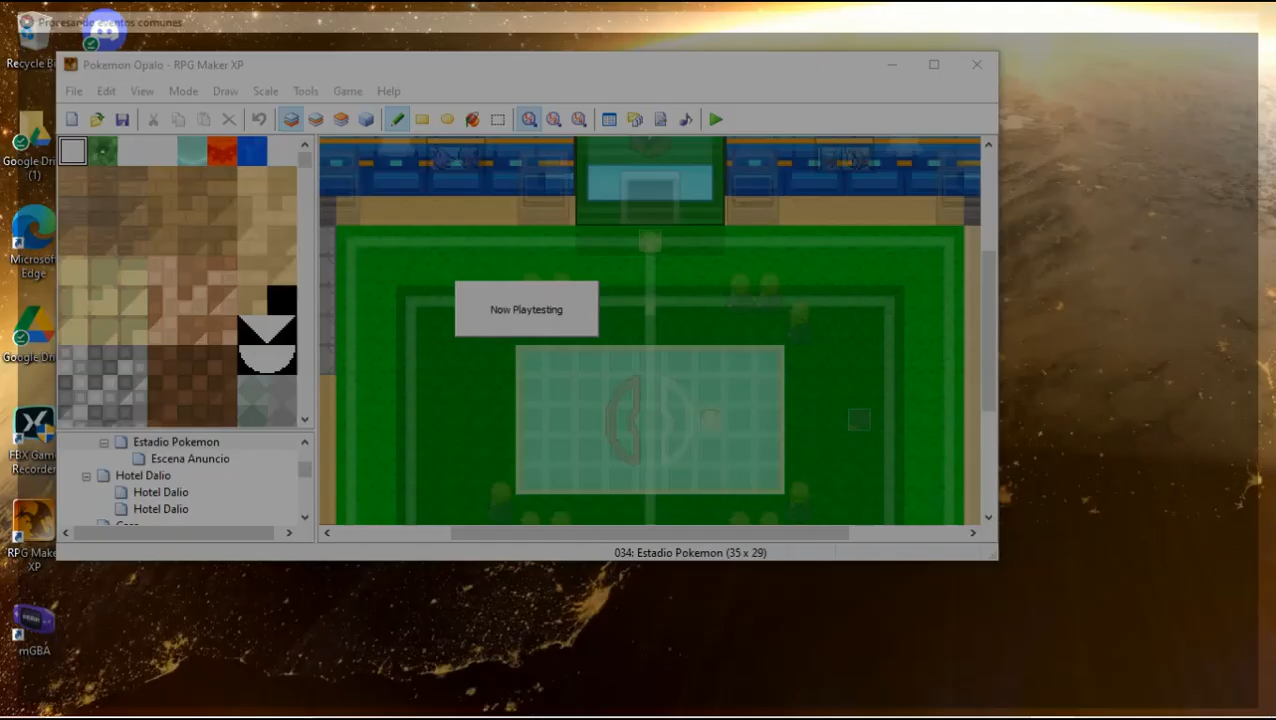 Procesando eventos comunes
Recycle Bi
Pokemon Opalo - RPG Maker XP
File Edit View Mode Draw Scale Tools Game Help
Google Dri
(1)
Microsof
Edge
Google Dri
FBX Gam
Recorder
RPG Make
XP
mGBA
Now Playtesting
Estadio Pokemon
Escena Anuncio
Hotel Dalio
Hotel Dalio
Hotel Dalio
034: Estadio Pokemon (35 x 29)